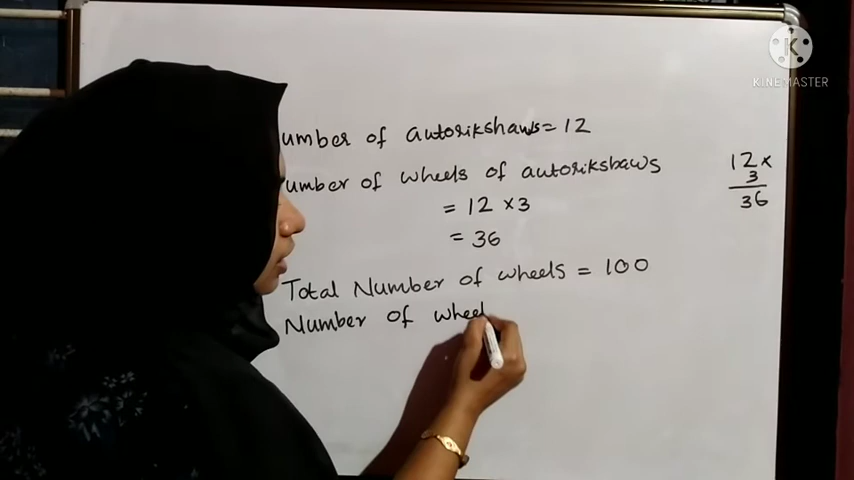 umber of autorikshaws = 12
umber of wheels of autorikshaws
= 12 × 3
= 36
Total Number of wheels = 100
Number of wheel
12 ×
3
36
K
KINEMASTER